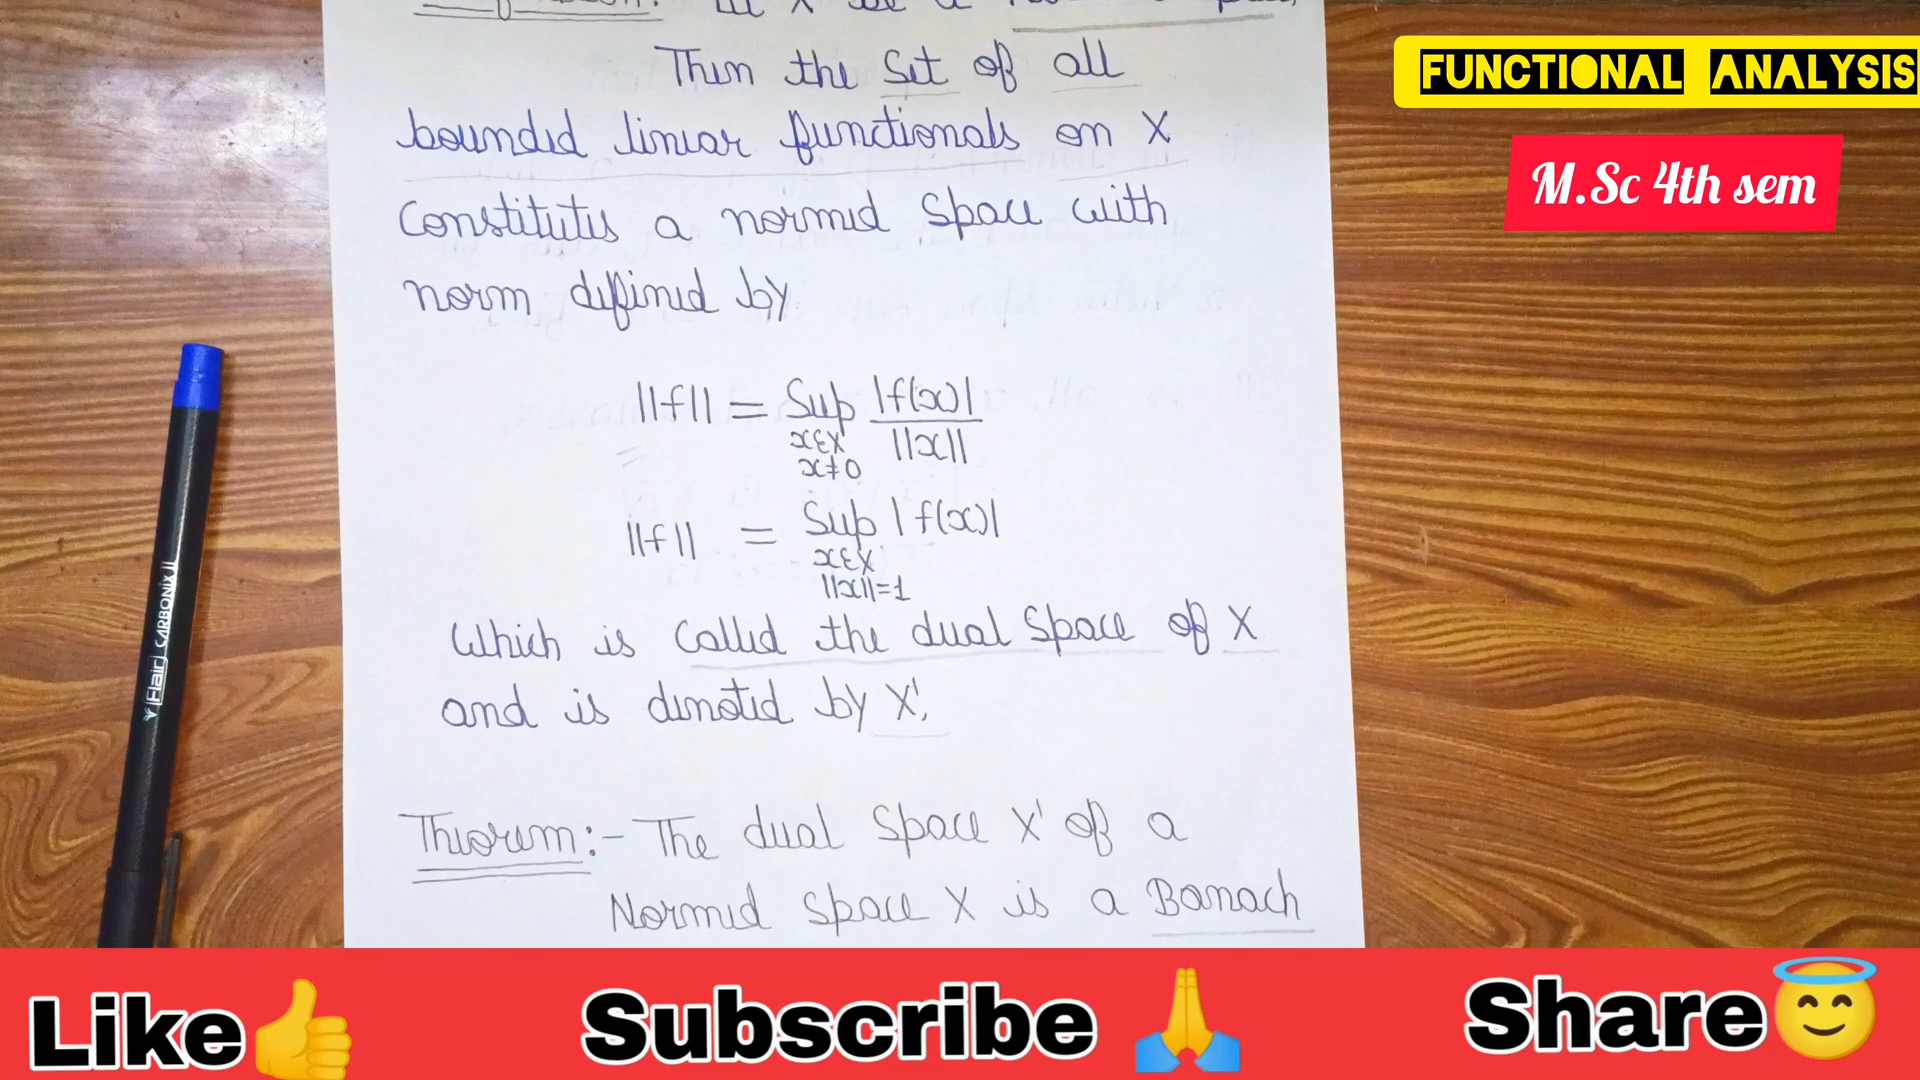 Let X be a
Then the Set of all
bounded linear functionals on X
Constitutes a normed Space with
norm defined by
||f|| = Sup |f(x)| / ||x||
x∈X
x≠0
||f|| = Sup |f(x)|
x∈X
||x||=1
Which is Called the dual Space of X
and is denoted by X'.
Theorem:- The dual Space X' of a
Normed Space X is a Banach
FUNCTIONAL ANALYSIS
M.Sc 4th sem
Flair CARBONIX
Like Subscribe Share